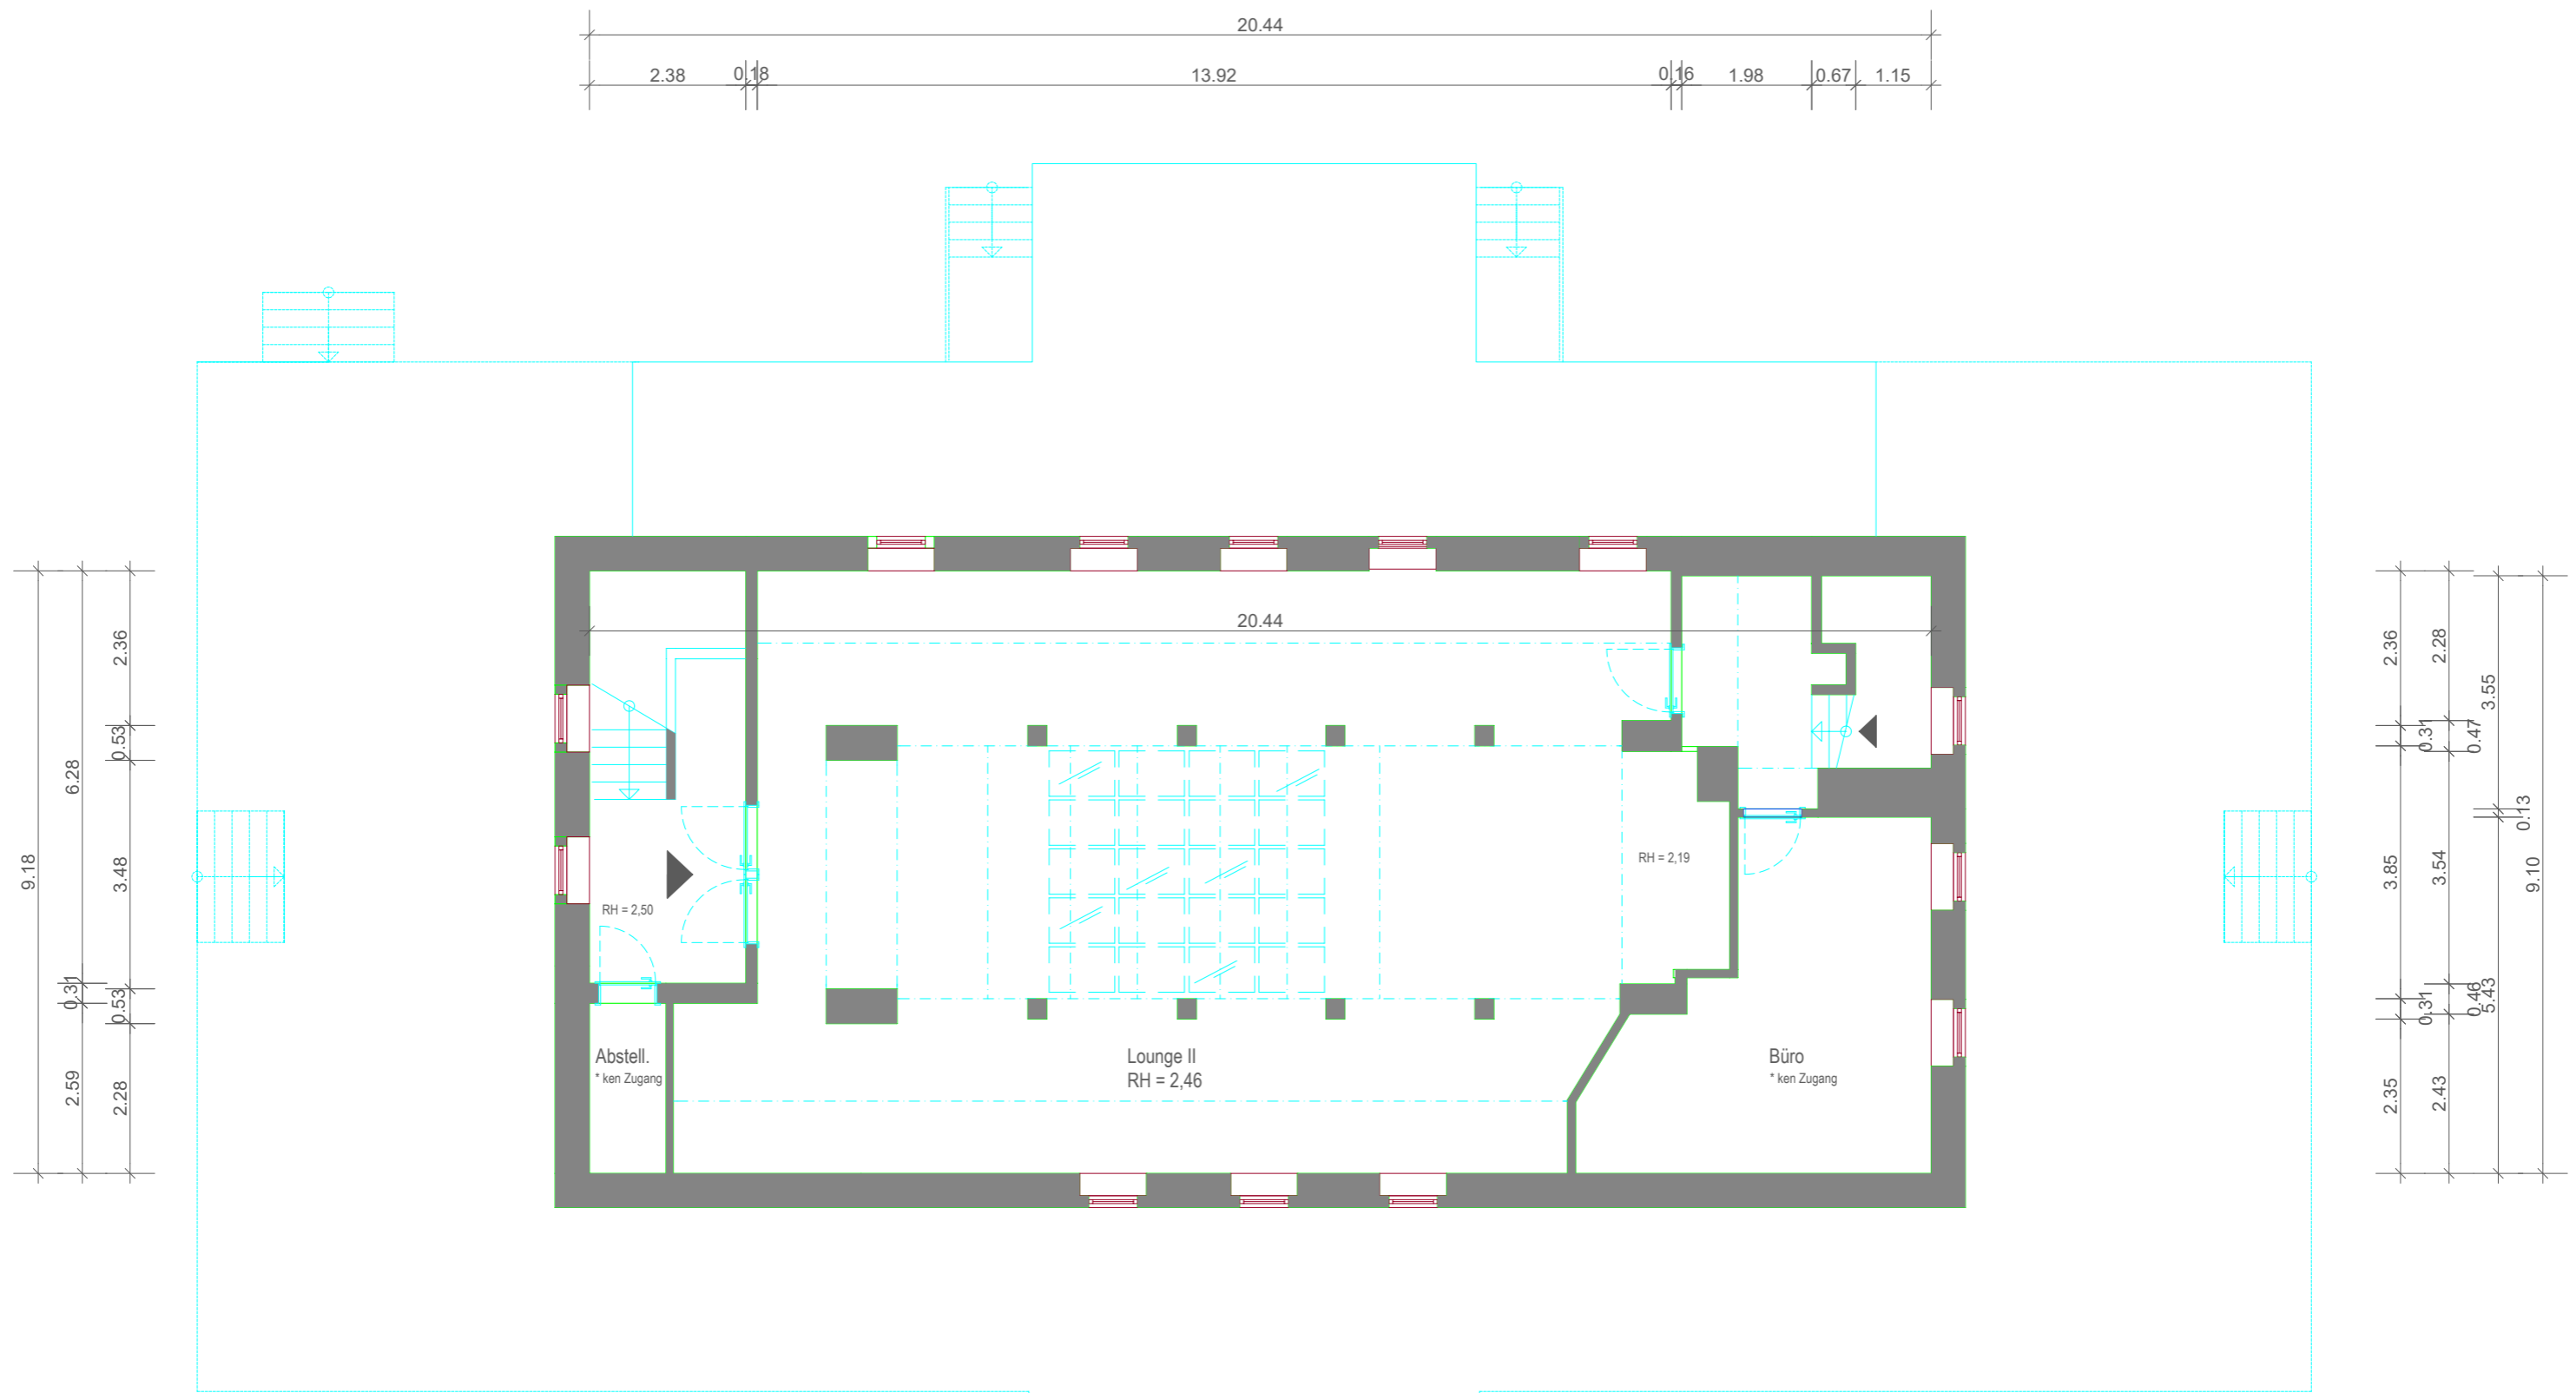 20.44
2.38 0.18 13.92 0.16 1.98 0.67 1.15
20.44
9.18
6.28
0.31
2.59
2.36
0.53
3.48
0.53
2.28
RH = 2,50
RH = 2,19
Abstell.
* ken Zugang
Lounge II
RH = 2,46
Büro
* ken Zugang
2.36
0.31
3.85
0.31
2.35
2.28
0.47
3.54
0.46
2.43
3.55
0.13
5.43
9.10